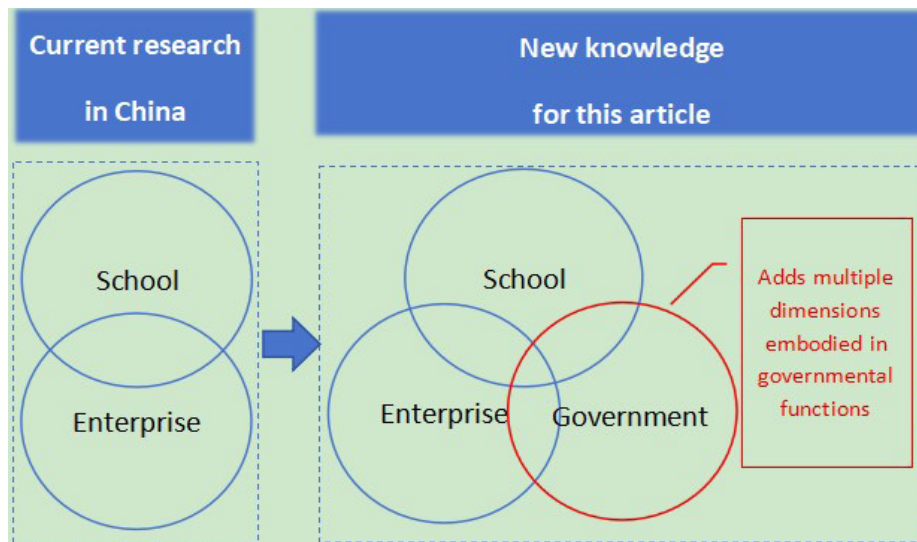 Current research
in China
New knowledge
for this article
School
Enterprise
School
Enterprise
Government
Adds multiple
dimensions
embodied in
governmental
functions